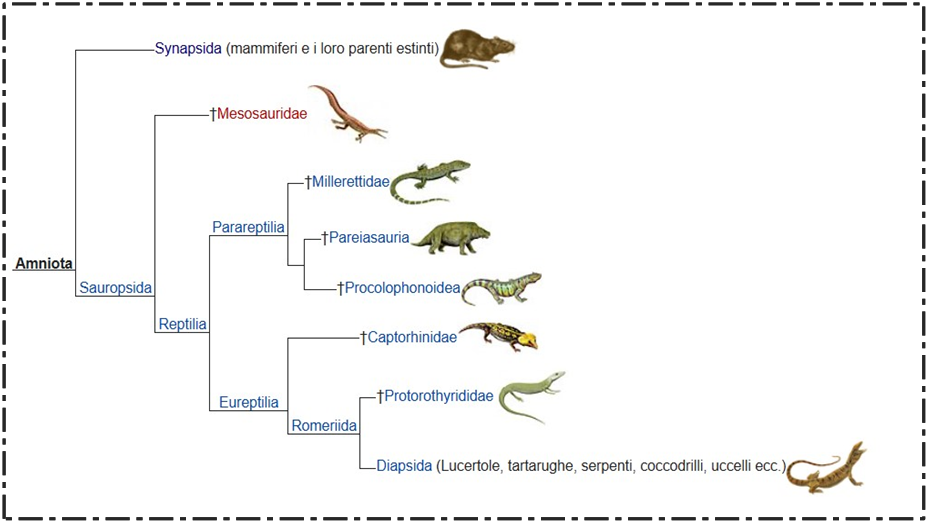 Synapsida (mammiferi e i loro parenti estinti)
†Mesosauridae
†Millerettidae
Parareptilia
†Pareiasauria
Amniota
Sauropsida
†Procolophonoidea
Reptilia
†Captorhinidae
Eureptilia
†Protorothyrididae
Romeriida
Diapsida (Lucertole, tartarughe, serpenti, coccodrilli, uccelli ecc.)